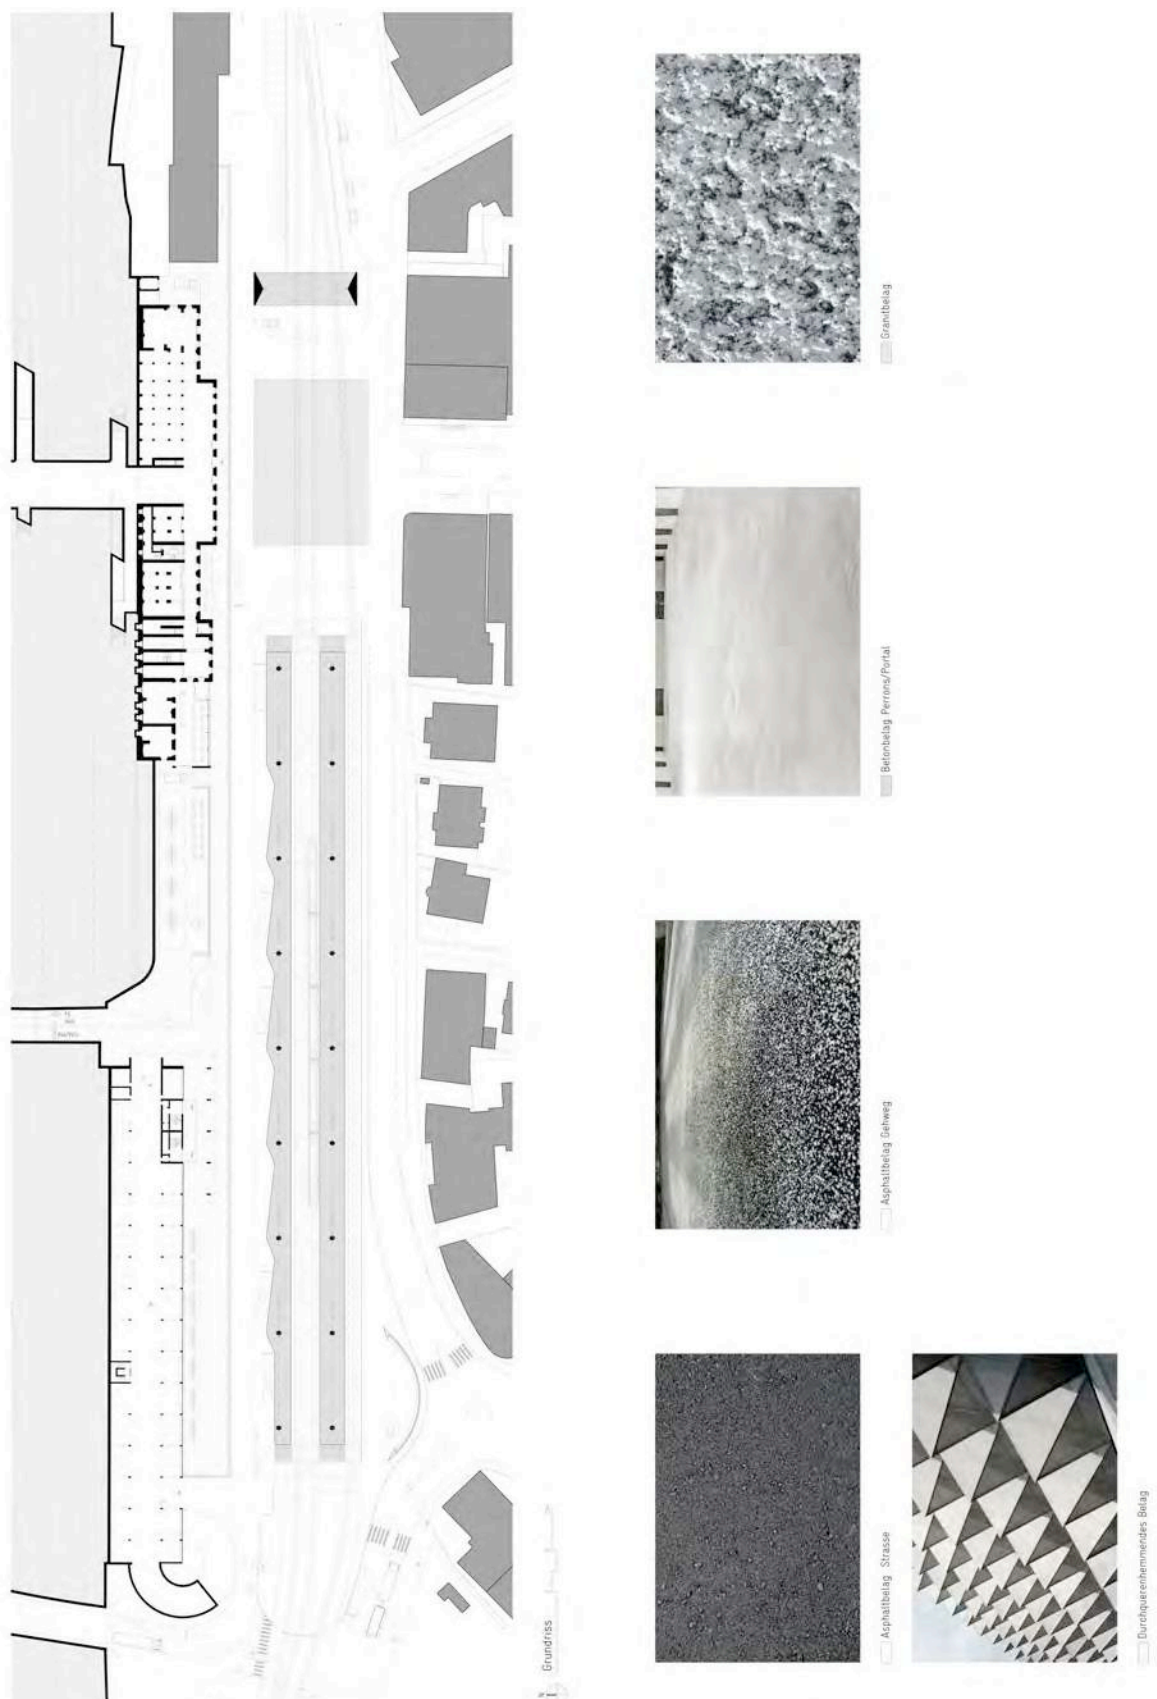 Grundriss
Asphaltbelag Strasse
Asphaltbelag Gehweg
Betonbelag Perrons/Portal
Granitbelag
Durchquerenhemmendes Belag